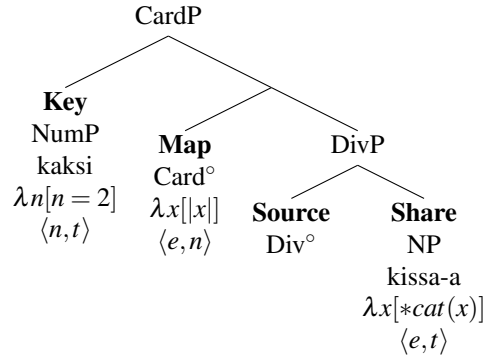 CardP
Key
NumP
kaksi
λn[n = 2]
⟨n,t⟩
Map
Card°
λx[|x|]
⟨e,n⟩
DivP
Source
Div°
Share
NP
kissa-a
λx[∗cat(x)]
⟨e,t⟩